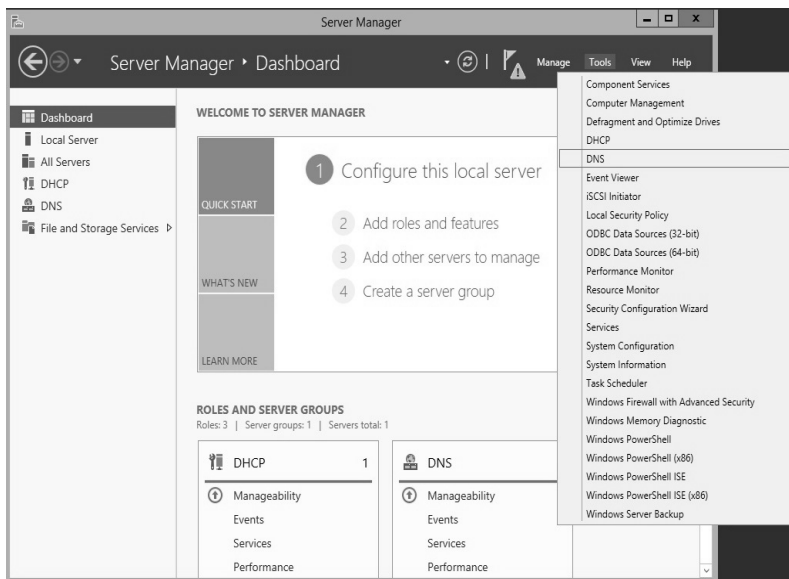 Server Manager
Server Manager • Dashboard
Manage Tools View Help
Dashboard
Local Server
All Servers
DHCP
DNS
File and Storage Services
WELCOME TO SERVER MANAGER
QUICK START
WHAT'S NEW
LEARN MORE
1 Configure this local server
2 Add roles and features
3 Add other servers to manage
4 Create a server group
ROLES AND SERVER GROUPS
Roles: 3 | Server groups: 1 | Servers total: 1
DHCP 1
Manageability
Events
Services
Performance
DNS
Manageability
Events
Services
Performance
Component Services
Computer Management
Defragment and Optimize Drives
DHCP
DNS
Event Viewer
iSCSI Initiator
Local Security Policy
ODBC Data Sources (32-bit)
ODBC Data Sources (64-bit)
Performance Monitor
Resource Monitor
Security Configuration Wizard
Services
System Configuration
System Information
Task Scheduler
Windows Firewall with Advanced Security
Windows Memory Diagnostic
Windows PowerShell
Windows PowerShell (x86)
Windows PowerShell ISE
Windows PowerShell ISE (x86)
Windows Server Backup